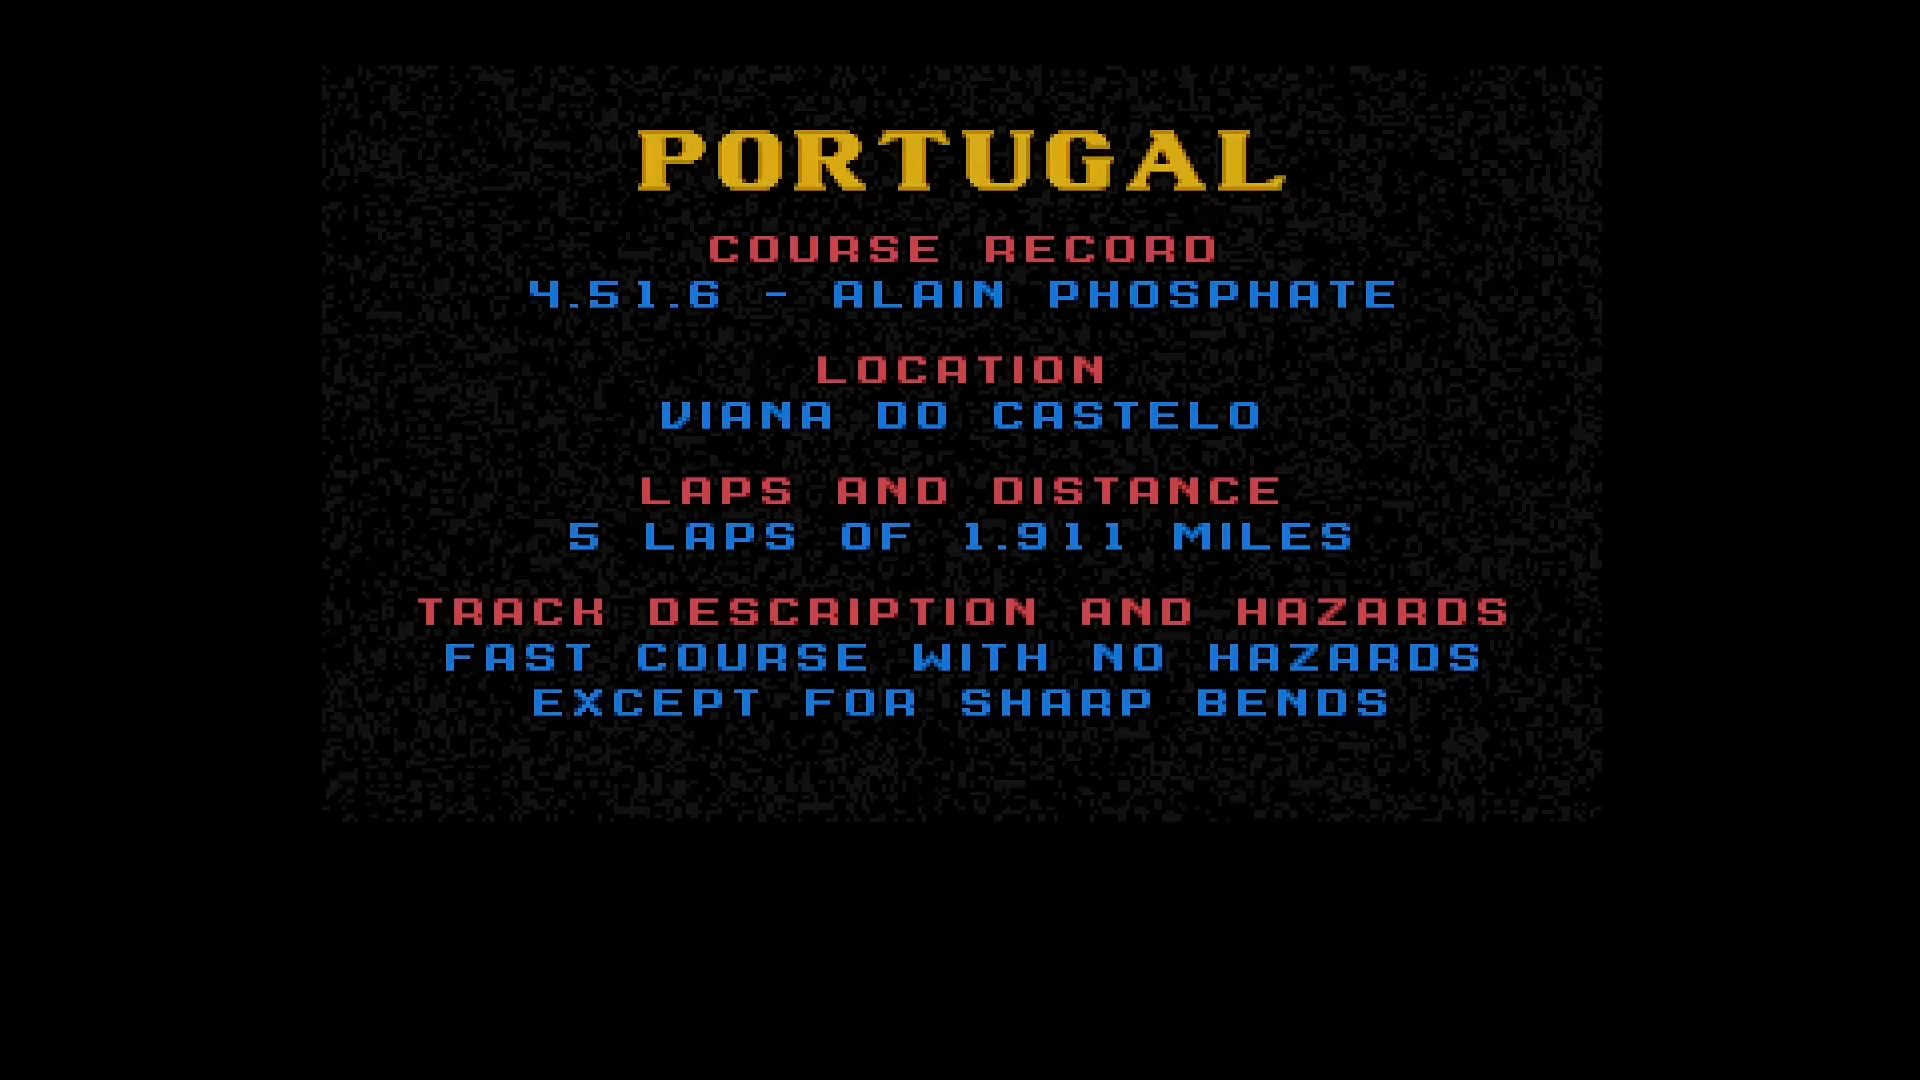 PORTUGAL
COURSE RECORD
4.51.6 - ALAIN PHOSPHATE
LOCATION
VIANA DO CASTELO
LAPS AND DISTANCE
5 LAPS OF 1.911 MILES
TRACK DESCRIPTION AND HAZARDS
FAST COURSE WITH NO HAZARDS
EXCEPT FOR SHARP BENDS